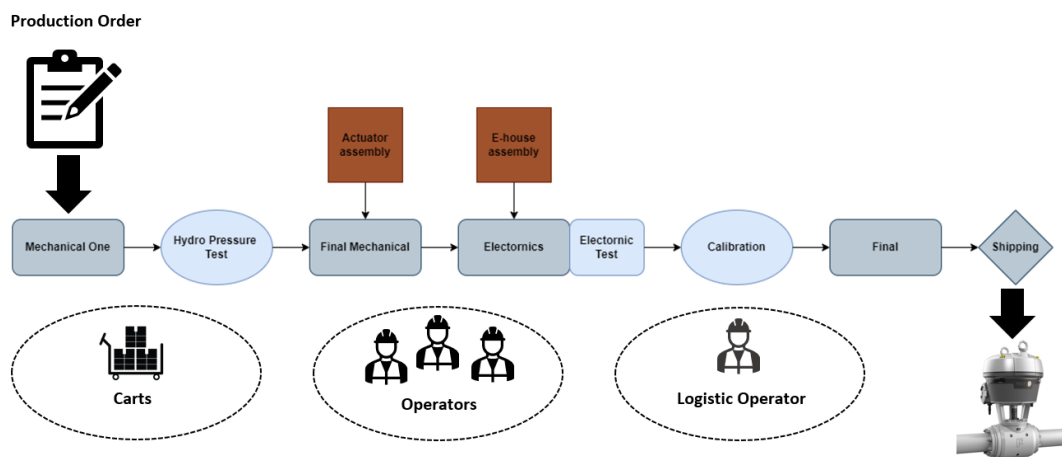 Production Order
Actuator
assembly
E-house
assembly
Mechanical One
Hydro Pressure
Test
Final Mechanical
Electornics
Electornic
Test
Calibration
Final
Shipping
Carts
Operators
Logistic Operator